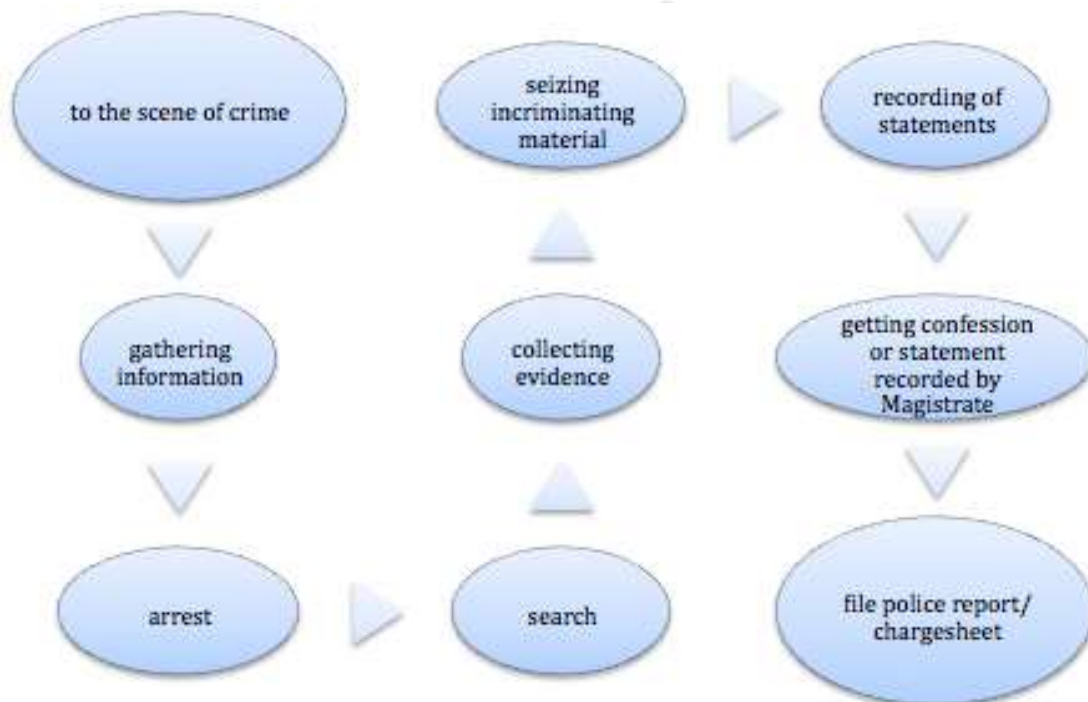 to the scene of crime
gathering
information
arrest
search
collecting
evidence
seizing
incriminating
material
recording of
statements
getting confession
or statement
recorded by
Magistrate
file police report/
chargesheet